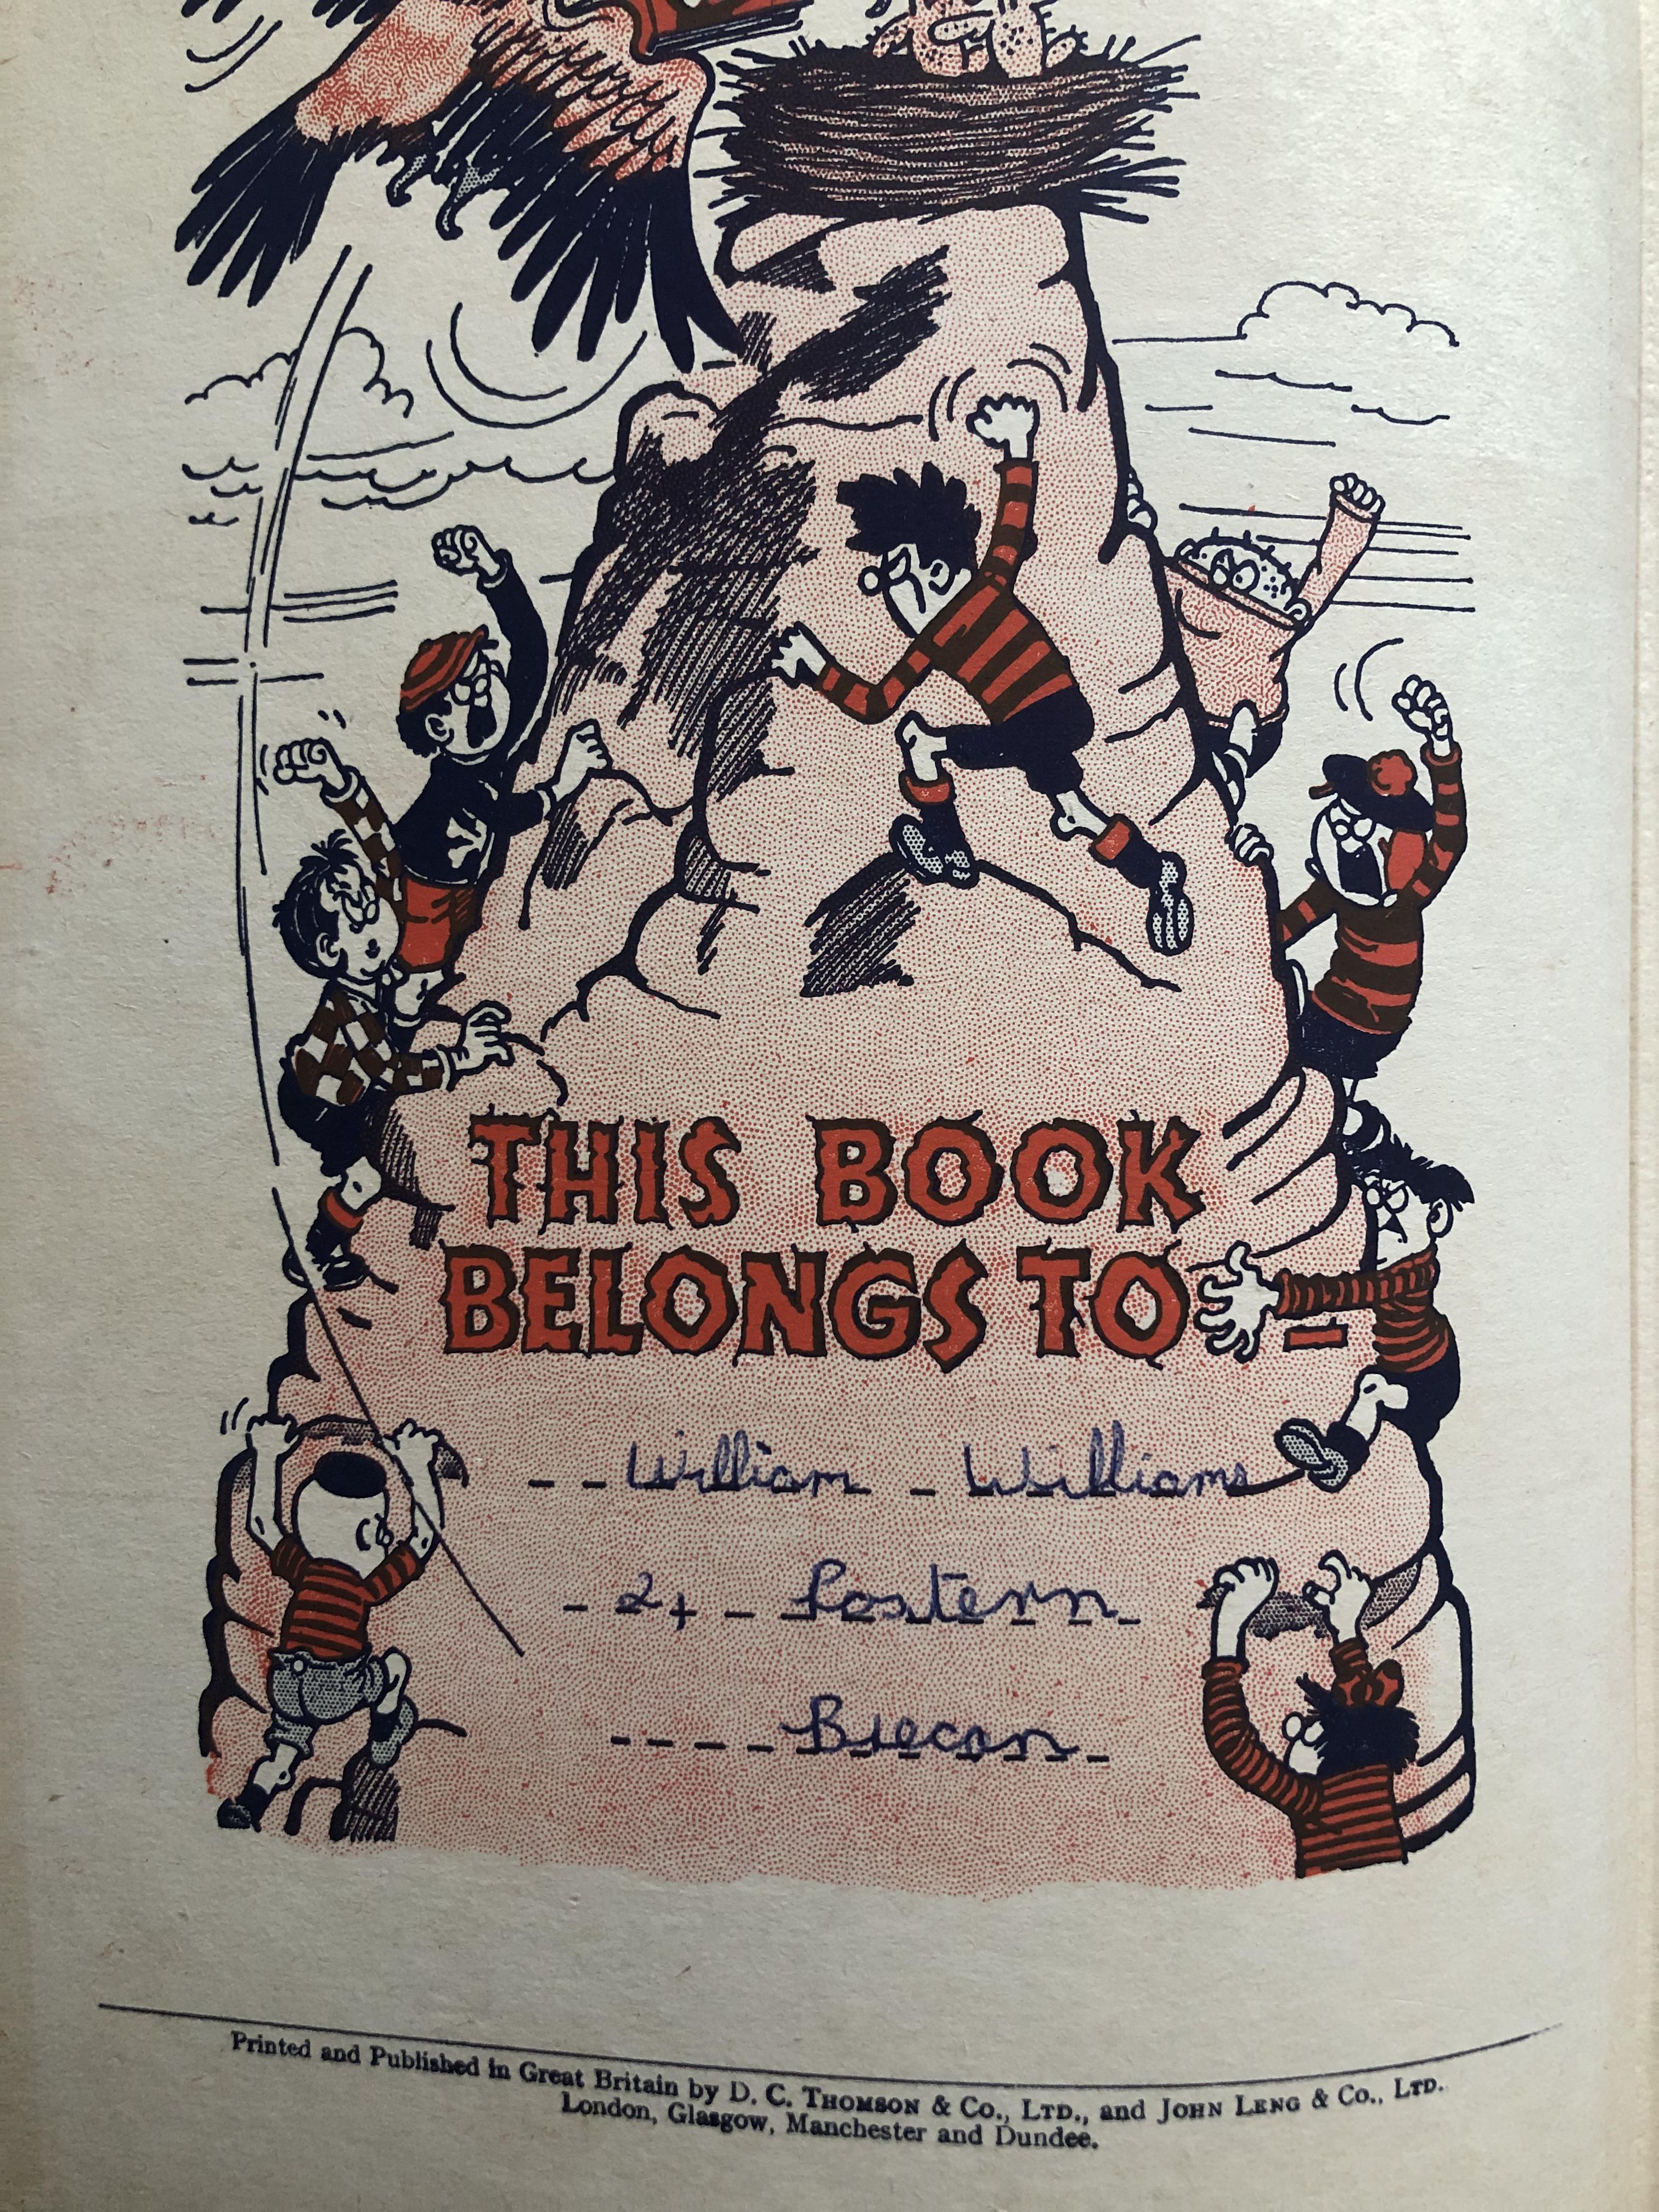 THIS BOOK
BELONGS TO -
William Williams
24 Postern
Brecon
Printed and Published in Great Britain by D. C. THOMSON & Co., LTD., and JOHN LENG & Co., LTD.
London, Glasgow, Manchester and Dundee.